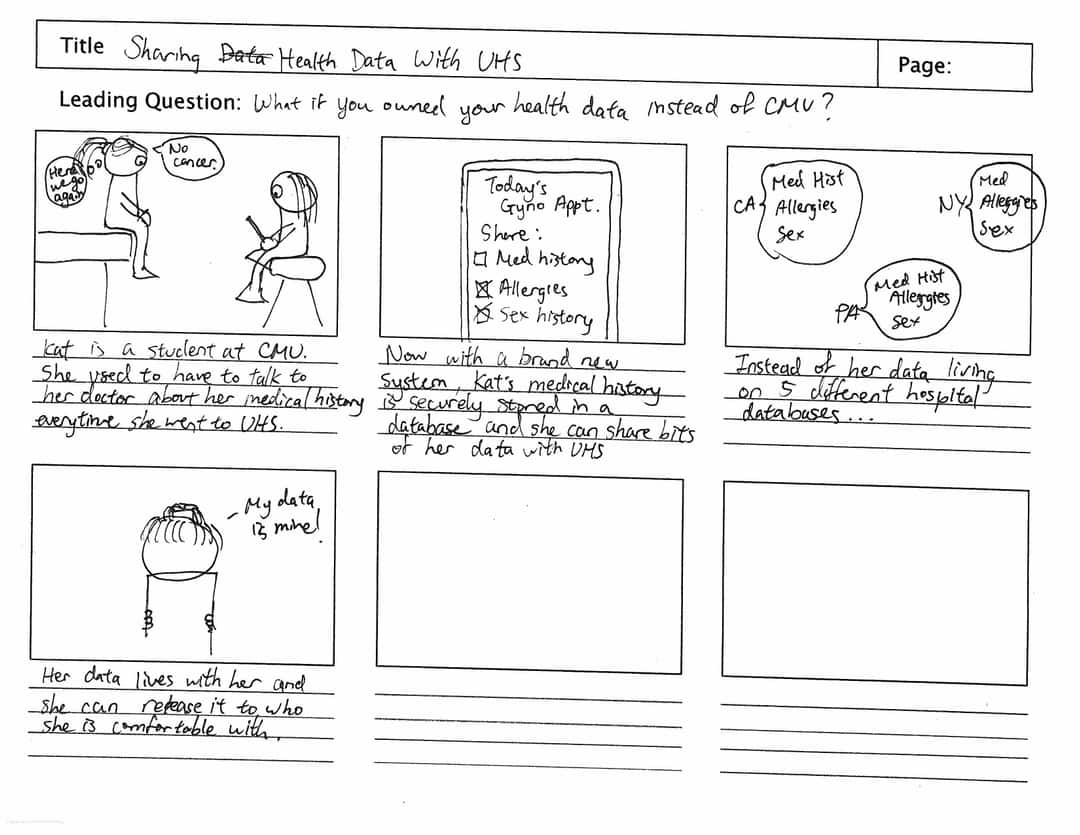 Title Sharing Data Health Data With UHS
Page:
Leading Question: What if you owned your health data instead of CMU?
Here
we go
again
No
cancer.
Kat is a student at CMU.
She used to have to talk to
her doctor about her medical history
everytime she went to UHS.
Today's
Gyno Appt.
Share:
Med history
Allergies
Sex history
Now with a brand new
system, Kat's medical history
is securely stored in a
database and she can share bits
of her data with UHS
CA
Med Hist
Allergies
Sex
NY
Med
Allergies
Sex
PA
Med Hist
Allergies
Sex
Instead of her data living
on 5 different hospital
databases...
My data
is mine!
Her data lives with her and
she can release it to who
she is comfortable with.